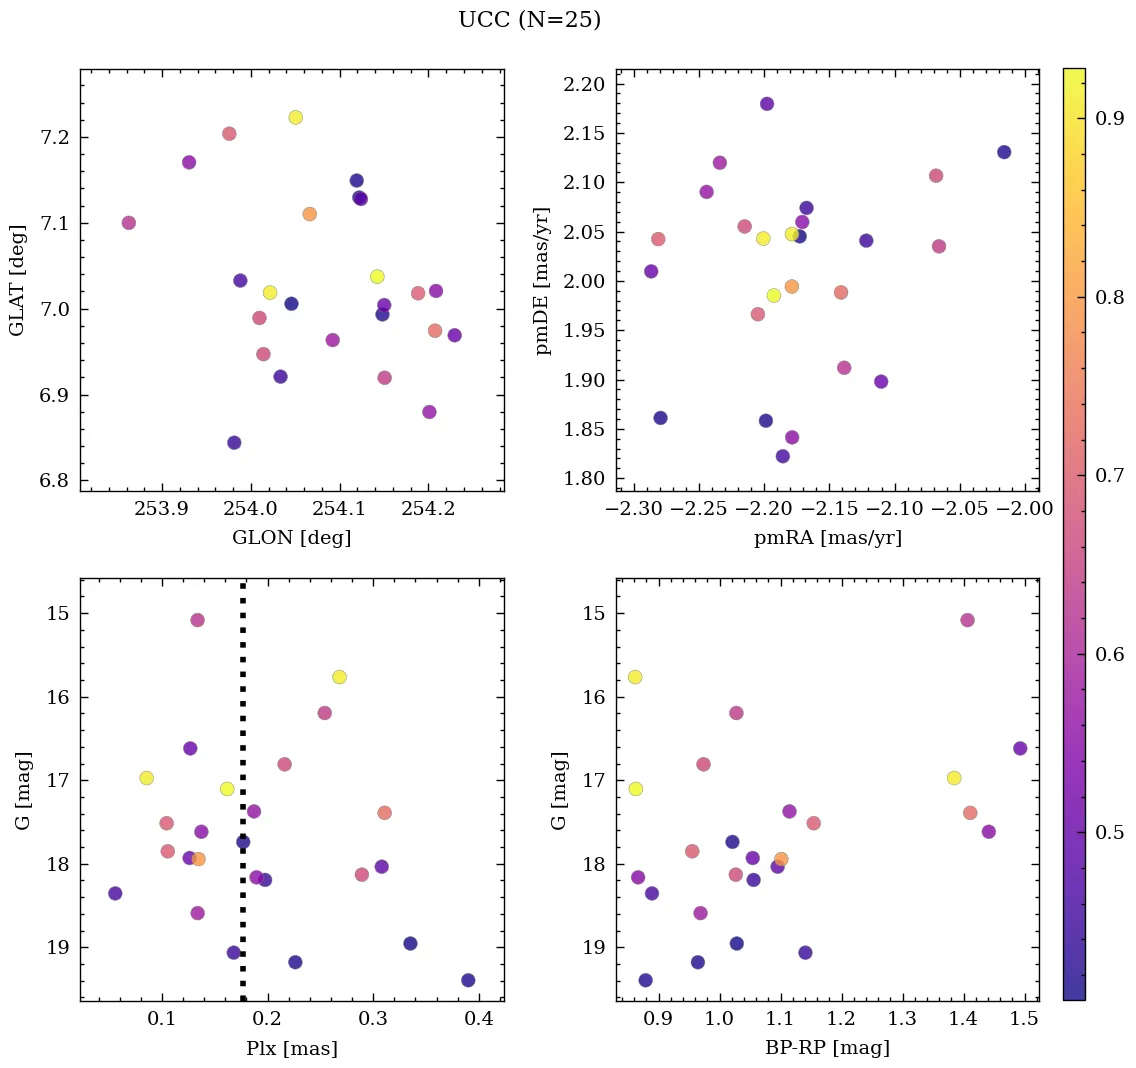 UCC (N=25)
7.2
7.1
7.0
6.9
6.8
GLAT [deg]
253.9 254.0 254.1 254.2
GLON [deg]
2.20
2.15
2.10
2.05
2.00
1.95
1.90
1.85
1.80
pmDE [mas/yr]
−2.30 −2.25 −2.20 −2.15 −2.10 −2.05 −2.00
pmRA [mas/yr]
15
16
17
18
19
G [mag]
0.1 0.2 0.3 0.4
Plx [mas]
15
16
17
18
19
G [mag]
0.9 1.0 1.1 1.2 1.3 1.4 1.5
BP-RP [mag]
0.9
0.8
0.7
0.6
0.5